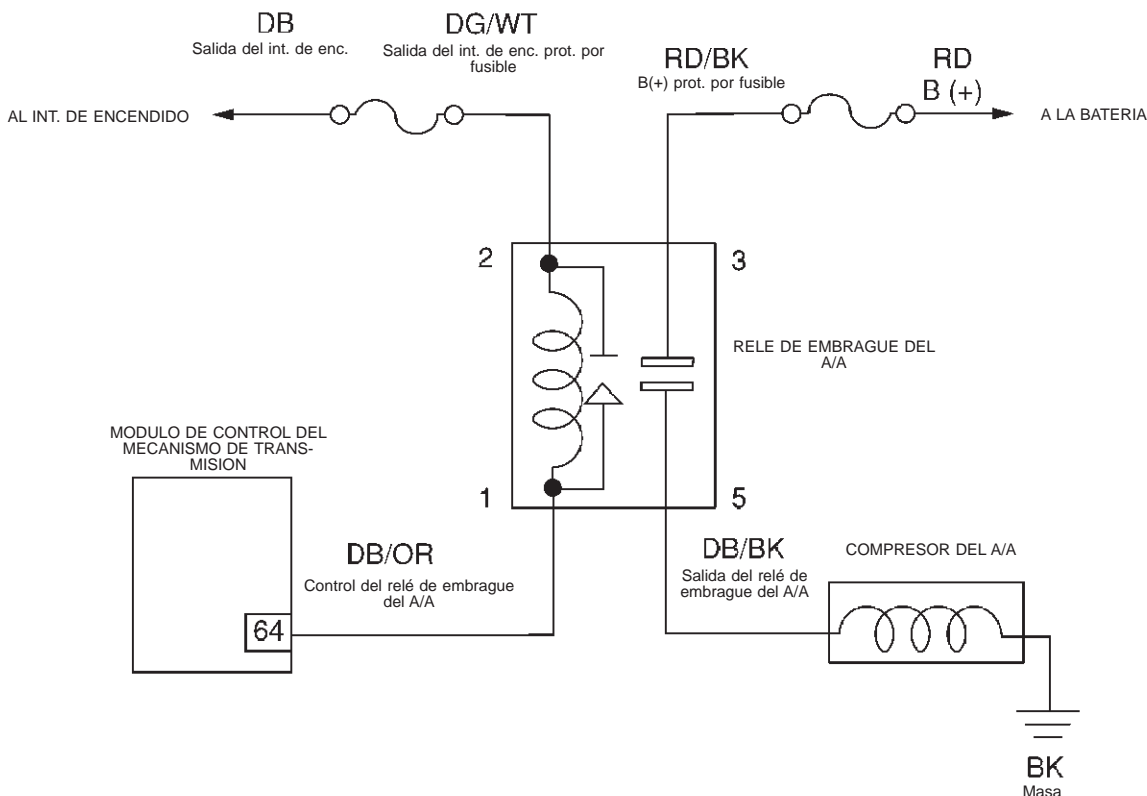 DB
Salida del int. de enc.
DG/WT
Salida del int. de enc. prot. por
fusible
RD/BK
B(+) prot. por fusible
RD
B (+)
AL INT. DE ENCENDIDO
A LA BATERIA
2
3
RELE DE EMBRAGUE DEL
A/A
MODULO DE CONTROL DEL
MECANISMO DE TRANS-
MISION
1
5
DB/OR
Control del relé de embrague
del A/A
64
DB/BK
Salida del relé de
embrague del A/A
COMPRESOR DEL A/A
BK
Masa